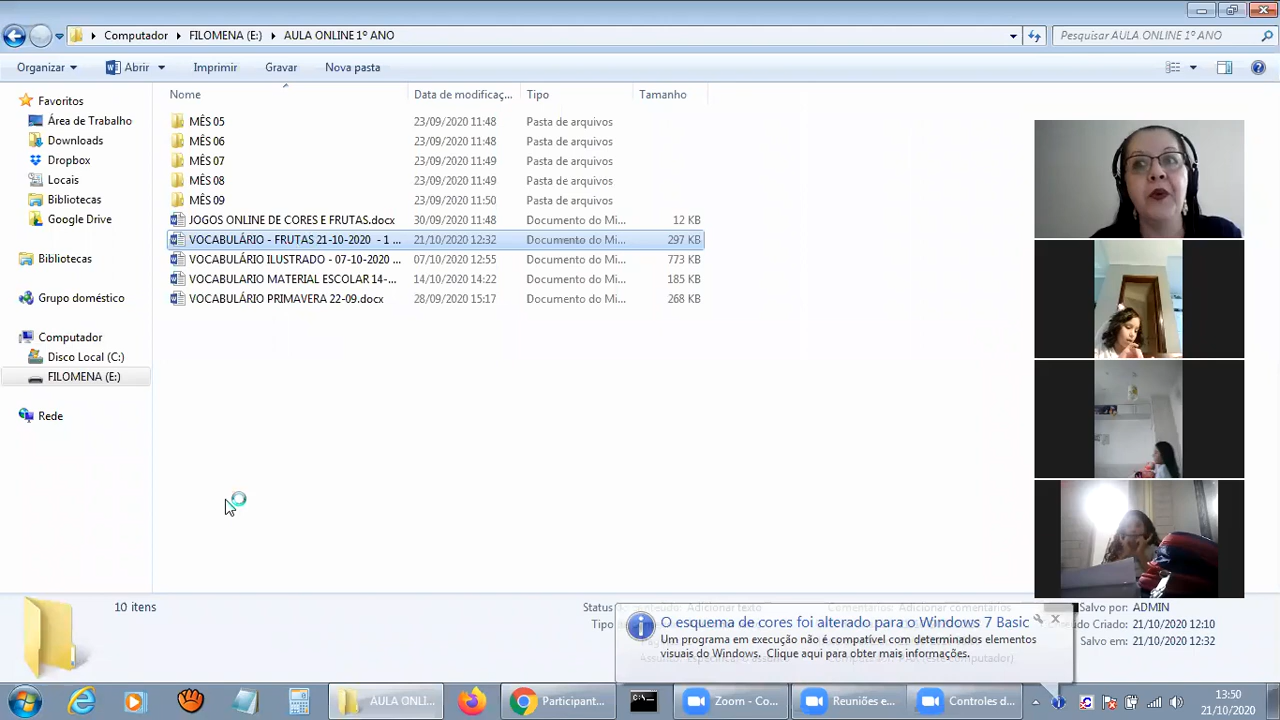 Computador FILOMENA (E:) AULA ONLINE 1º ANO
Pesquisar AULA ONLINE 1º ANO
Organizar Abrir Imprimir Gravar Nova pasta
Nome Data de modificaç... Tipo Tamanho
Favoritos
Área de Trabalho
Downloads
Dropbox
Locais
Bibliotecas
Google Drive
Bibliotecas
Grupo doméstico
Computador
Disco Local (C:)
FILOMENA (E:)
Rede
MÊS 05 23/09/2020 11:48 Pasta de arquivos
MÊS 06 23/09/2020 11:48 Pasta de arquivos
MÊS 07 23/09/2020 11:49 Pasta de arquivos
MÊS 08 23/09/2020 11:49 Pasta de arquivos
MÊS 09 23/09/2020 11:50 Pasta de arquivos
JOGOS ONLINE DE CORES E FRUTAS.docx 30/09/2020 11:48 Documento do Mi... 12 KB
VOCABULÁRIO - FRUTAS 21-10-2020 - 1 ... 21/10/2020 12:32 Documento do Mi... 297 KB
VOCABULÁRIO ILUSTRADO - 07-10-2020 ... 07/10/2020 12:55 Documento do Mi... 773 KB
VOCABULARIO MATERIAL ESCOLAR 14-... 14/10/2020 14:22 Documento do Mi... 185 KB
VOCABULÁRIO PRIMAVERA 22-09.docx 28/09/2020 15:17 Documento do Mi... 268 KB
10 itens
Status
Adicionar texto
Adicionar comentários
Salvo por: ADMIN
Conteúdo Criado: 21/10/2020 12:10
Salvo em: 21/10/2020 12:32
O esquema de cores foi alterado para o Windows 7 Basic
Um programa em execução não é compatível com determinados elementos
visuais do Windows. Clique aqui para obter mais informações.
AULA ONLI...
Participant...
Zoom - Co...
Reuniões e...
Controles d...
13:50
21/10/2020